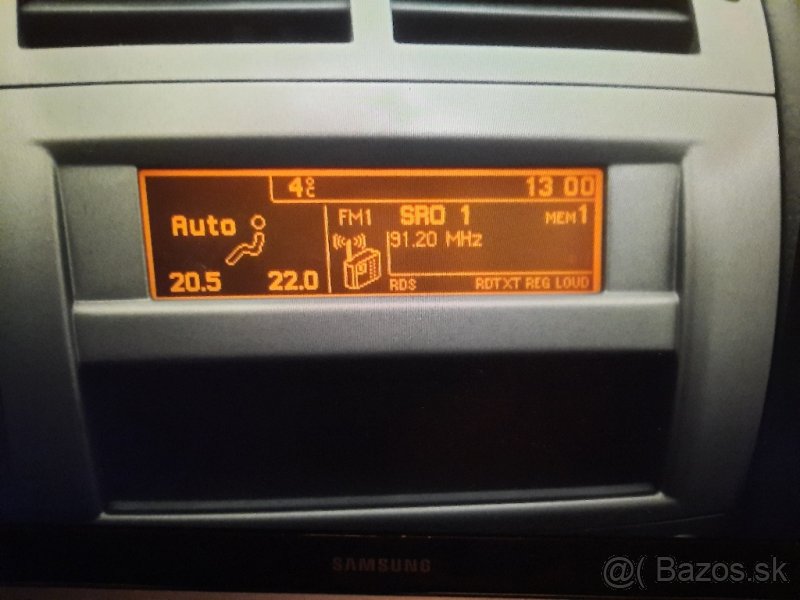 4°C 13 00
Auto FM1 SRO 1 MEM1
91.20 MHz
20.5 22.0 RDS RDTXT REG LOUD
SAMSUNG
@( Bazos.sk